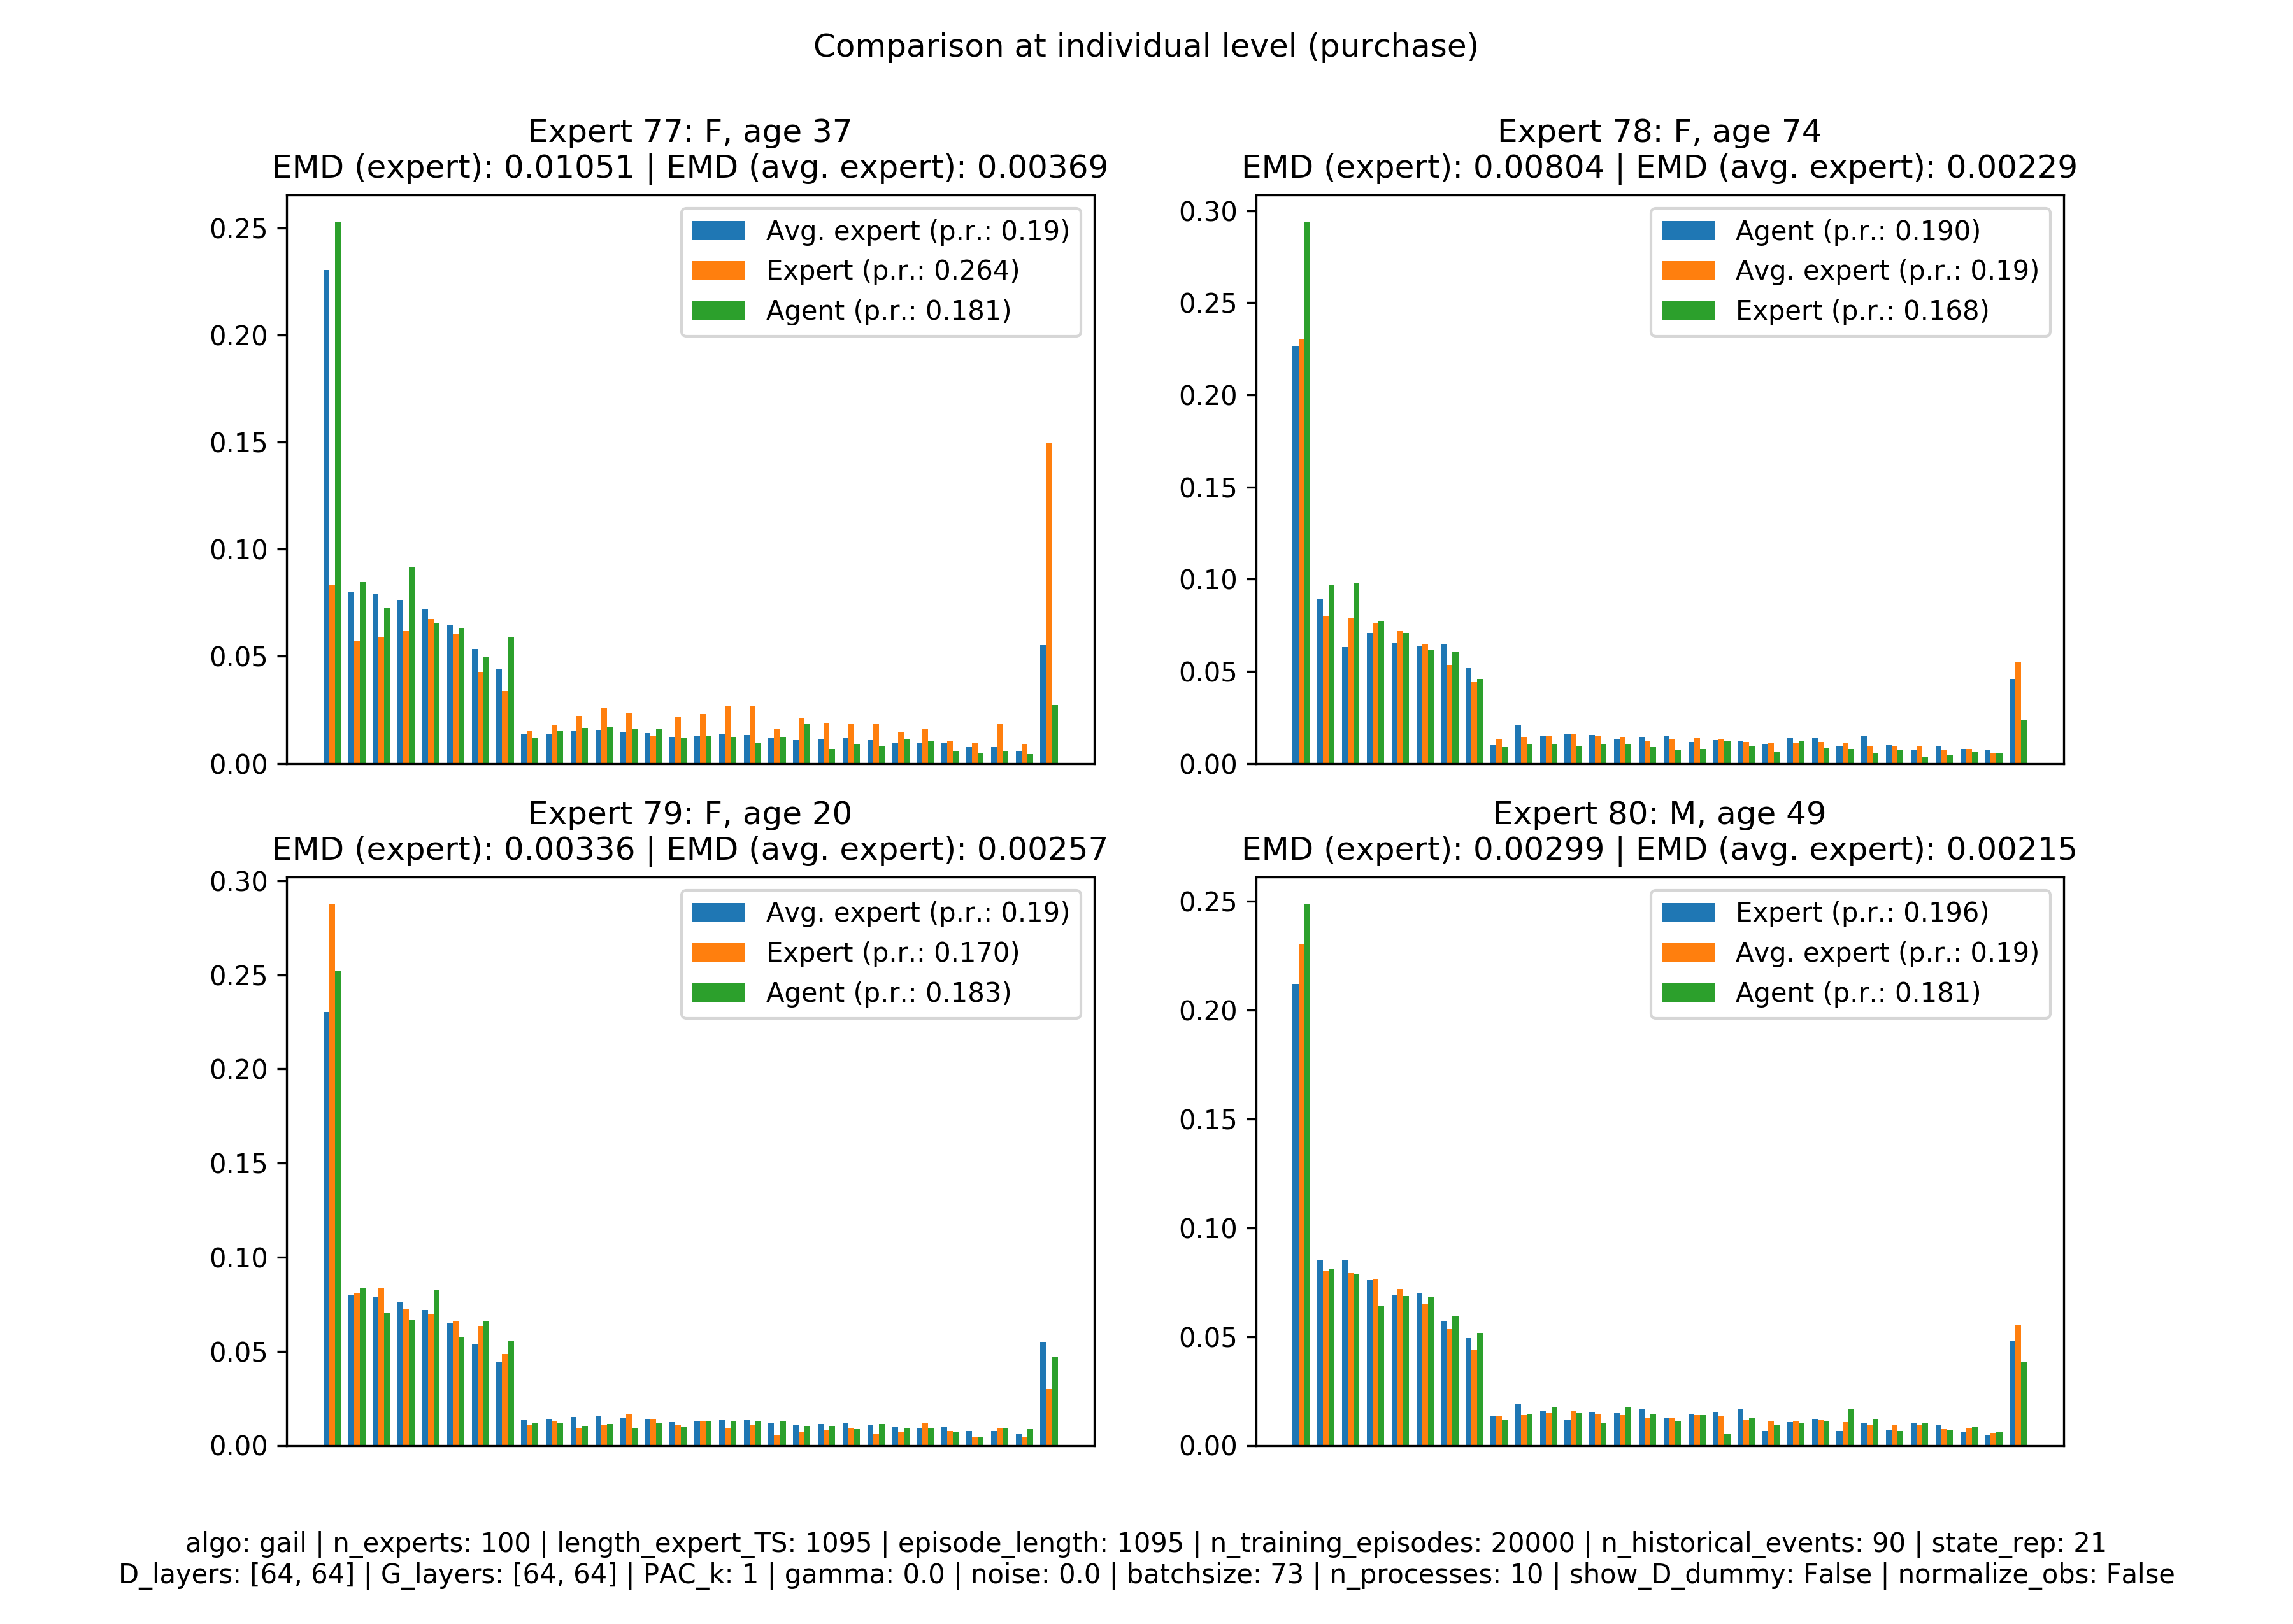 Comparison at individual level (purchase)
Expert 77: F, age 37
EMD (expert): 0.01051 | EMD (avg. expert): 0.00369
0.25
0.20
0.15
0.10
0.05
0.00
Avg. expert (p.r.: 0.19)
Expert (p.r.: 0.264)
Agent (p.r.: 0.181)
Expert 78: F, age 74
EMD (expert): 0.00804 | EMD (avg. expert): 0.00229
0.30
0.25
0.20
0.15
0.10
0.05
0.00
Agent (p.r.: 0.190)
Avg. expert (p.r.: 0.19)
Expert (p.r.: 0.168)
Expert 79: F, age 20
EMD (expert): 0.00336 | EMD (avg. expert): 0.00257
0.30
0.25
0.20
0.15
0.10
0.05
0.00
Avg. expert (p.r.: 0.19)
Expert (p.r.: 0.170)
Agent (p.r.: 0.183)
Expert 80: M, age 49
EMD (expert): 0.00299 | EMD (avg. expert): 0.00215
0.25
0.20
0.15
0.10
0.05
0.00
Expert (p.r.: 0.196)
Avg. expert (p.r.: 0.19)
Agent (p.r.: 0.181)
algo: gail | n_experts: 100 | length_expert_TS: 1095 | episode_length: 1095 | n_training_episodes: 20000 | n_historical_events: 90 | state_rep: 21
D_layers: [64, 64] | G_layers: [64, 64] | PAC_k: 1 | gamma: 0.0 | noise: 0.0 | batchsize: 73 | n_processes: 10 | show_D_dummy: False | normalize_obs: False